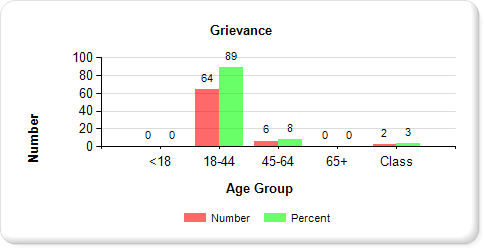 Grievance
100
80
60
40
20
0
Number
0 0 64 89 6 8 0 0 2 3
<18 18-44 45-64 65+ Class
Age Group
Number Percent